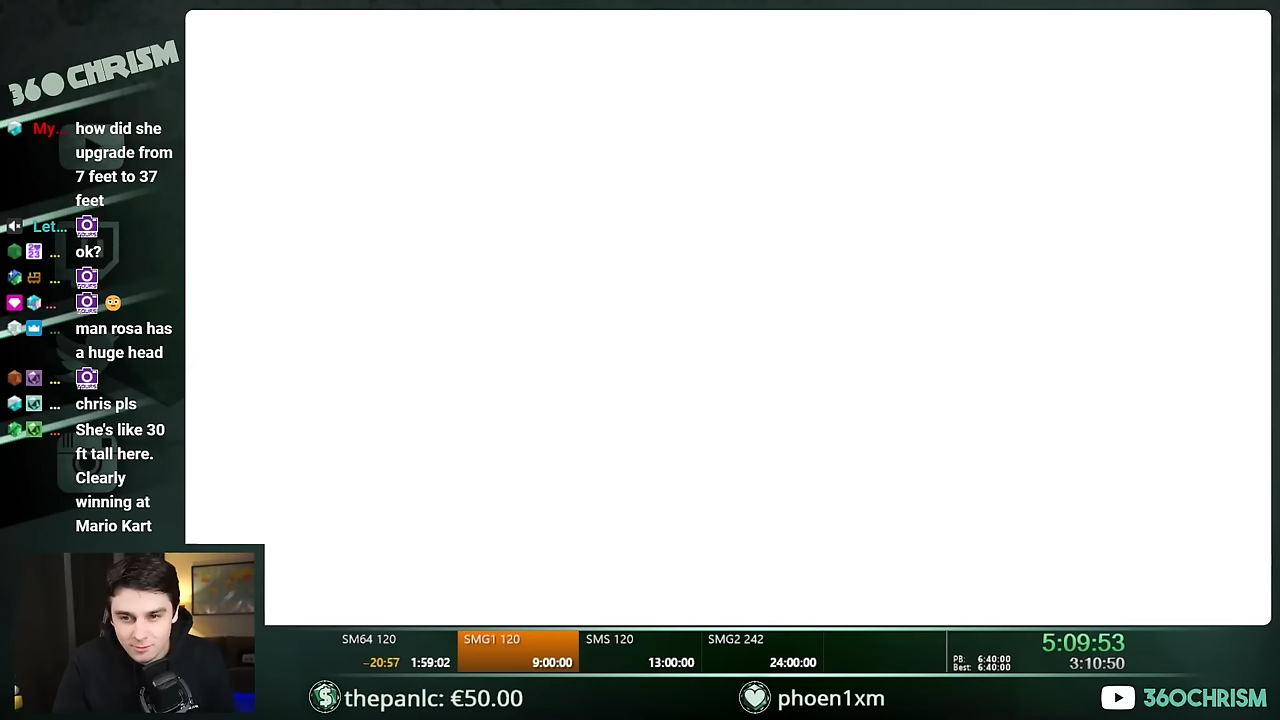 360 CHRISM
My... how did she
upgrade from
7 feet to 37
feet
Let...
... ok?
...
...
... man rosa has
a huge head
...
... chris pls
... She's like 30
ft tall here.
Clearly
winning at
Mario Kart
SM64 120
−20:57 1:59:02
SMG1 120
9:00:00
SMS 120
13:00:00
SMG2 242
24:00:00
PB: 6:40:00
Best: 6:40:00
5:09:53
3:10:50
thepanlc: €50.00
phoen1xm
360CHRISM